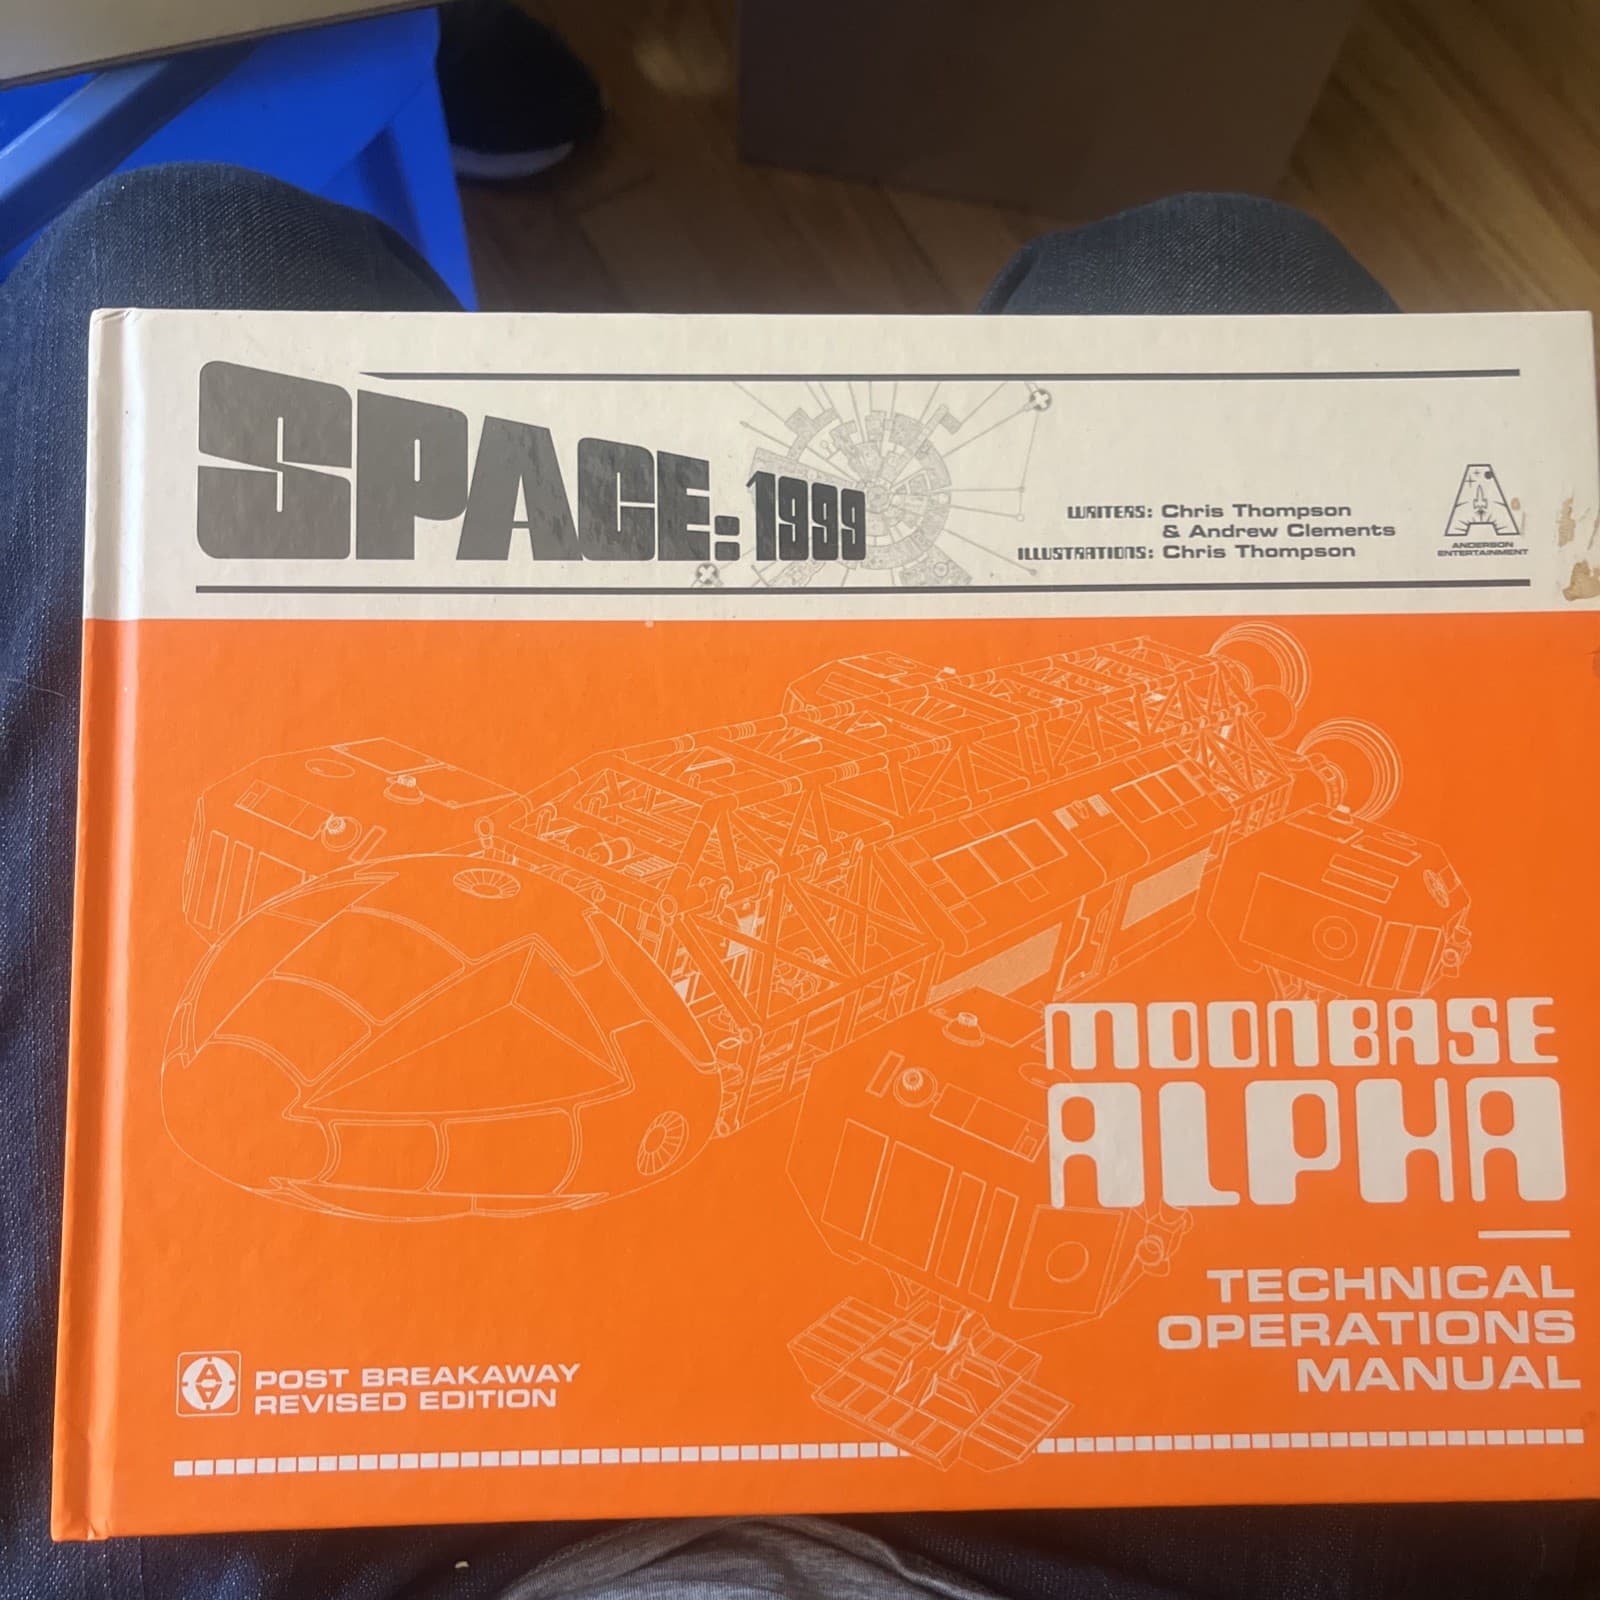 SPACE: 1999
WRITERS: Chris Thompson
& Andrew Clements
ILLUSTRATIONS: Chris Thompson
ANDERSON
ENTERTAINMENT
MOONBASE
ALPHA
TECHNICAL
OPERATIONS
MANUAL
POST BREAKAWAY
REVISED EDITION